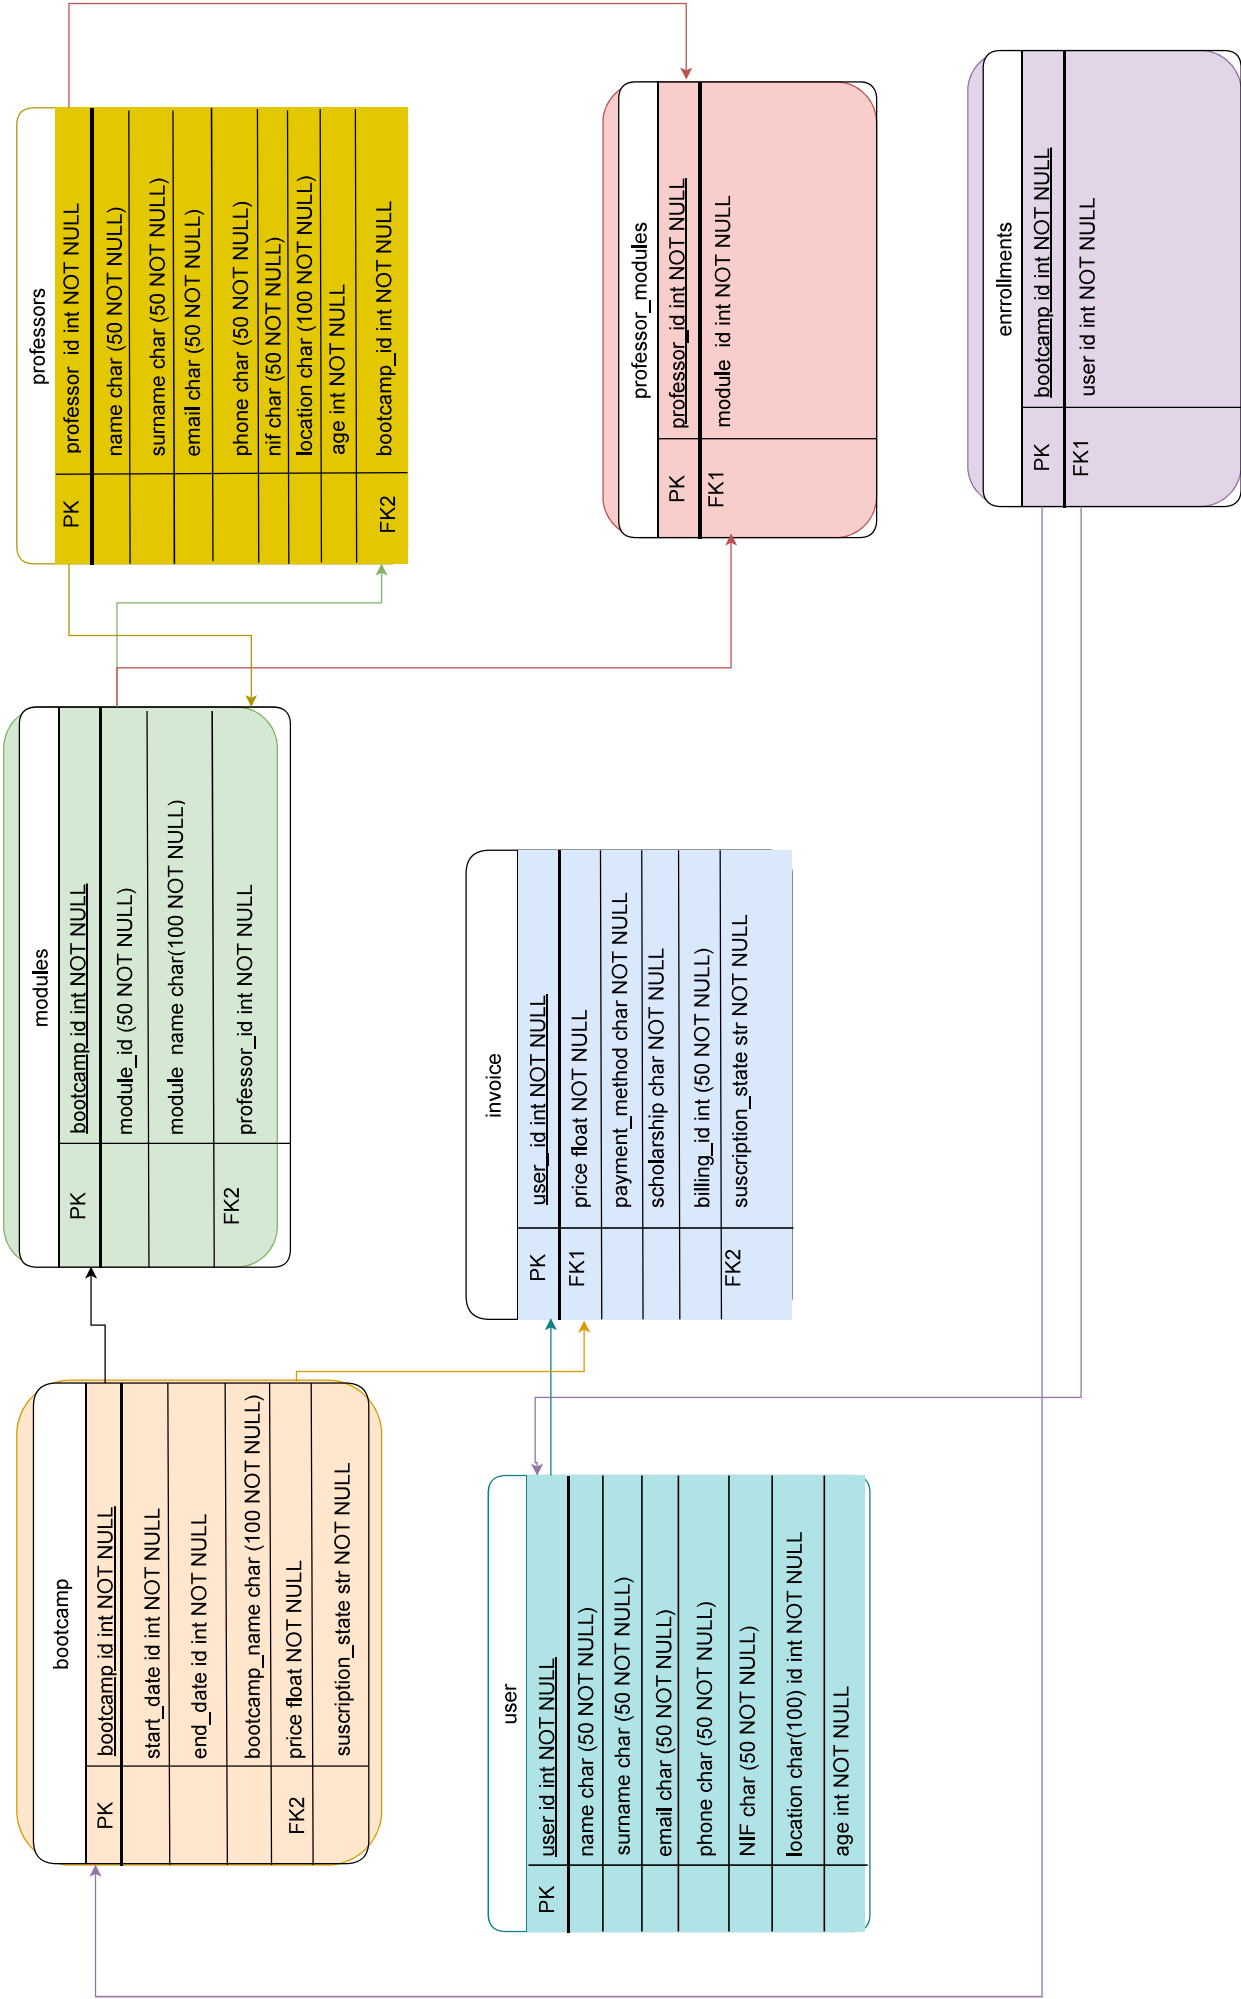 bootcamp
PK bootcamp id int NOT NULL
start_date id int NOT NULL
end_date id int NOT NULL
bootcamp_name char (100 NOT NULL)
FK2 price float NOT NULL
suscription_state str NOT NULL
modules
PK bootcamp id int NOT NULL
module_id (50 NOT NULL)
module name char(100 NOT NULL)
FK2 professor_id int NOT NULL
professors
PK professor id int NOT NULL
name char (50 NOT NULL)
surname char (50 NOT NULL)
email char (50 NOT NULL)
phone char (50 NOT NULL)
nif char (50 NOT NULL)
location char (100 NOT NULL)
age int NOT NULL
FK2 bootcamp_id int NOT NULL
user
PK user id int NOT NULL
name char (50 NOT NULL)
surname char (50 NOT NULL)
email char (50 NOT NULL)
phone char (50 NOT NULL)
NIF char (50 NOT NULL)
location char(100) id int NOT NULL
age int NOT NULL
invoice
PK user_ id int NOT NULL
FK1 price float NOT NULL
payment_method char NOT NULL
scholarship char NOT NULL
billing_id int (50 NOT NULL)
FK2 suscription_state str NOT NULL
professor_modules
PK professor_id int NOT NULL
FK1 module id int NOT NULL
enrrollments
PK bootcamp id int NOT NULL
FK1 user id int NOT NULL